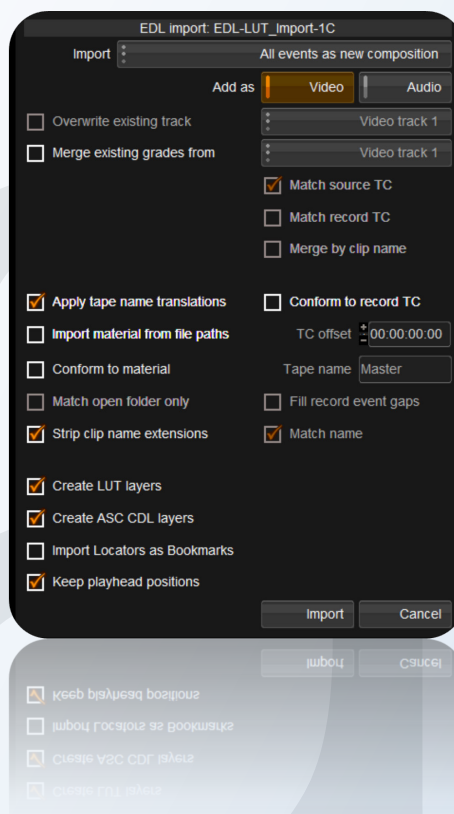 EDL import: EDL-LUT_Import-1C
Import All events as new composition
Add as Video Audio
Overwrite existing track Video track 1
Merge existing grades from Video track 1
Match source TC
Match record TC
Merge by clip name
Apply tape name translations Conform to record TC
Import material from file paths TC offset + - 00:00:00:00
Conform to material Tape name Master
Match open folder only Fill record event gaps
Strip clip name extensions Match name
Create LUT layers
Create ASC CDL layers
Import Locators as Bookmarks
Keep playhead positions
Import Cancel